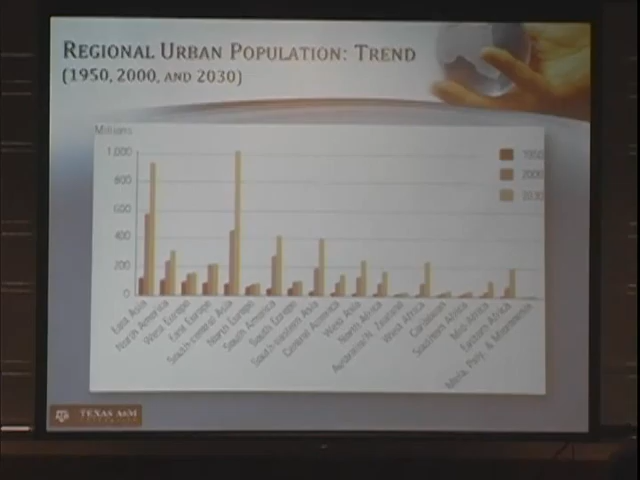 REGIONAL URBAN POPULATION: TREND
(1950, 2000, AND 2030)
Millions
1,000
800
600
400
200
0
1950
2000
2030
East Asia
North America
West Europe
East Europe
South-central Asia
North Europe
South America
South Europe
South-eastern Asia
Central America
West Asia
North Africa
Australia/N. Zealand
West Africa
Caribbean
Southern Africa
Mid-Africa
Eastern Africa
Mela, Poly, & Micronesia
TEXAS A&M